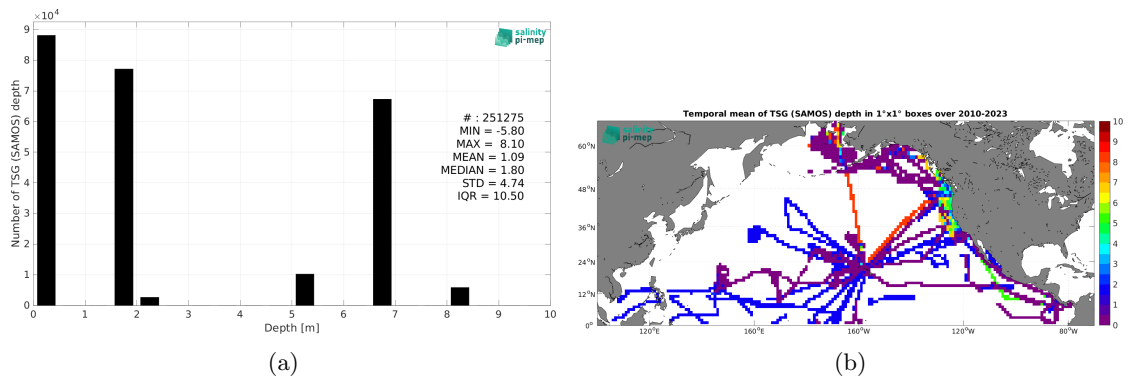 ×10⁴
9
8
7
6
5
4
3
2
1
0
Number of TSG (SAMOS) depth
salinity
pi-mep
# : 251275
MIN = -5.80
MAX = 8.10
MEAN = 1.09
MEDIAN = 1.80
STD = 4.74
IQR = 10.50
0 1 2 3 4 5 6 7 8 9 10
Depth [m]
(a)
Temporal mean of TSG (SAMOS) depth in 1°x1° boxes over 2010-2023
salinity
pi-mep
60°N
48°N
36°N
24°N
12°N
0°
120°E 160°E 160°W 120°W 80°W
10
9
8
7
6
5
4
3
2
1
0
(b)